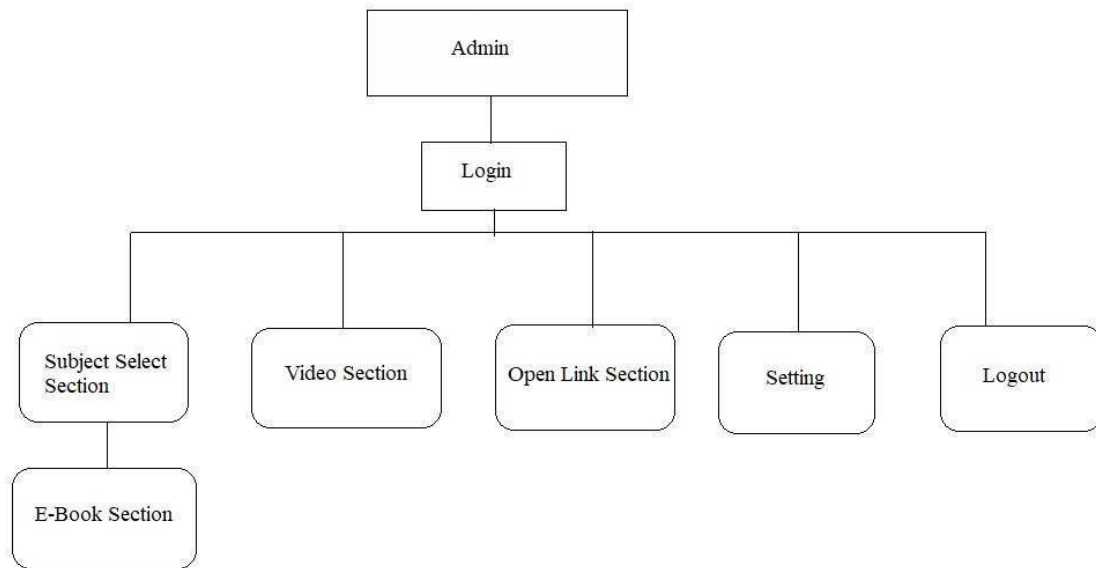 Admin
Login
Subject Select
Section
Video Section
Open Link Section
Setting
Logout
E-Book Section